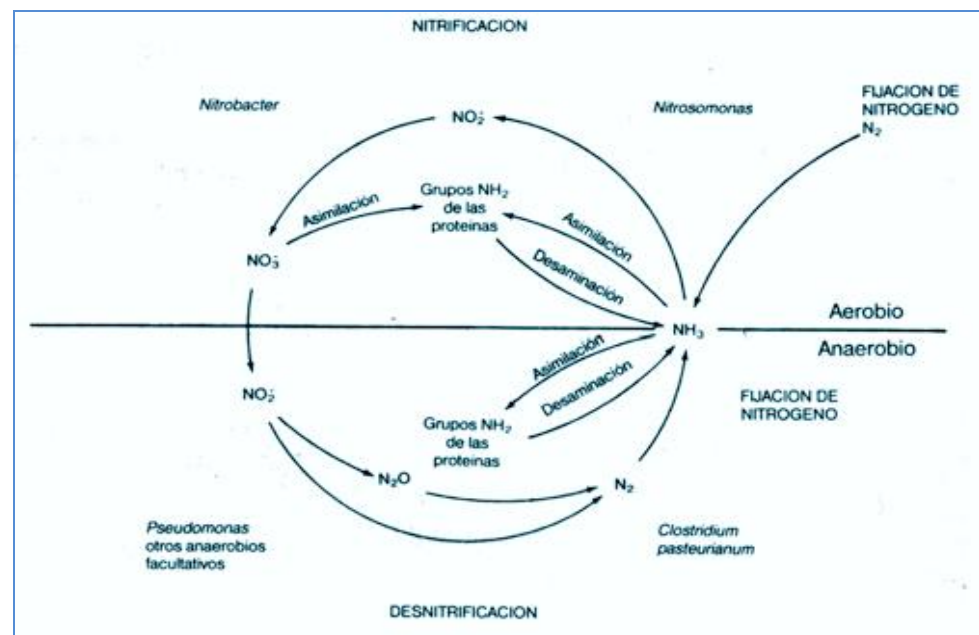 NITRIFICACION
Nitrobacter
Nitrosomonas
FIJACION DE
NITROGENO
N₂
NO₂⁻
Asimilación
Grupos NH₂
de las
proteinas
Asimilación
Desaminación
NO₃⁻
Aerobio
NH₃
Anaerobio
Asimilación
Desaminación
NO₂⁻
FIJACION DE
NITROGENO
Grupos NH₂
de las
proteinas
N₂O
N₂
Pseudomonas
otros anaerobios
facultativos
Clostridium
pasteurianum
DESNITRIFICACION